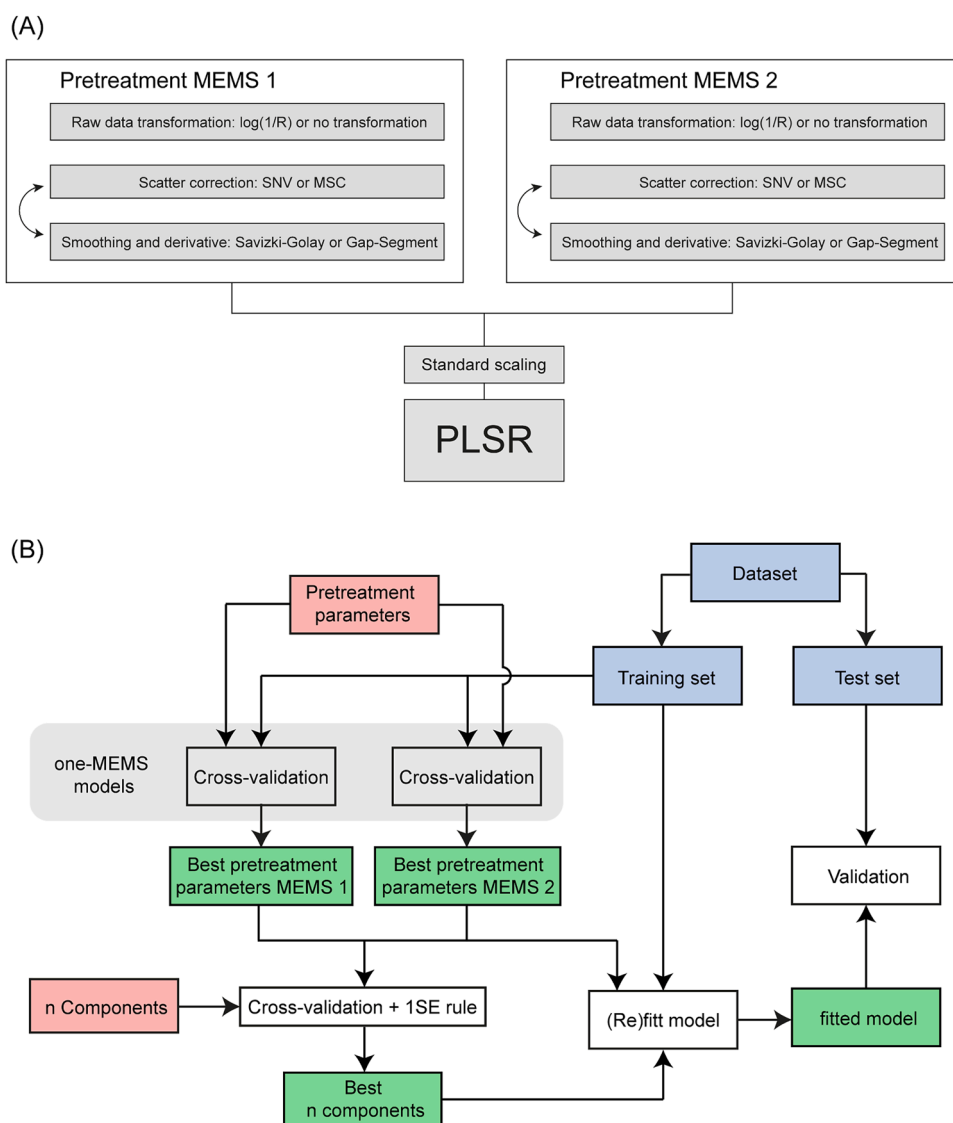 (A)
Pretreatment MEMS 1
Raw data transformation: log(1/R) or no transformation
Scatter correction: SNV or MSC
Smoothing and derivative: Savizki-Golay or Gap-Segment
Pretreatment MEMS 2
Raw data transformation: log(1/R) or no transformation
Scatter correction: SNV or MSC
Smoothing and derivative: Savizki-Golay or Gap-Segment
Standard scaling
PLSR
(B)
Dataset
Pretreatment
parameters
Training set
Test set
one-MEMS
models
Cross-validation
Cross-validation
Best pretreatment
parameters MEMS 1
Best pretreatment
parameters MEMS 2
Validation
n Components
Cross-validation + 1SE rule
(Re)fitt model
fitted model
Best
n components